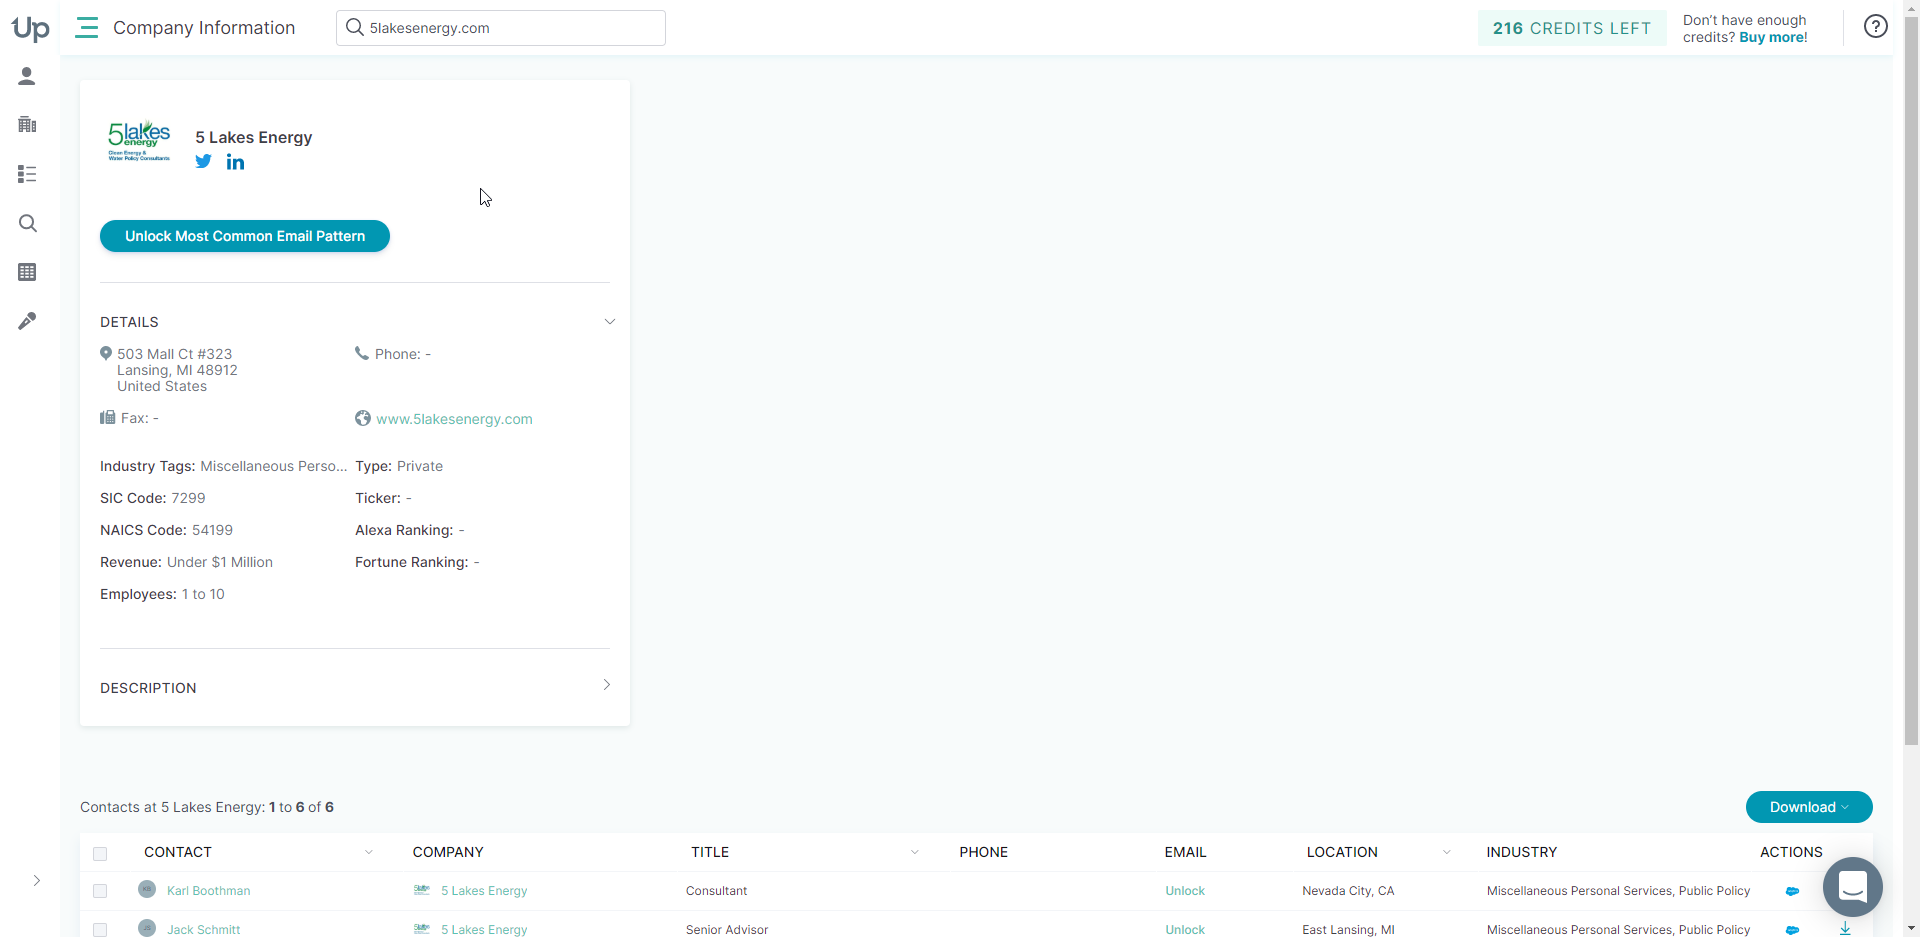 Up
Company Information
5lakesenergy.com
216 CREDITS LEFT
Don't have enough
credits? Buy more!
?
5lakes
energy
Clean Energy &
Water Policy Consultants
5 Lakes Energy
in
Unlock Most Common Email Pattern
DETAILS
503 Mall Ct #323
Lansing, MI 48912
United States
Phone: -
Fax: -
www.5lakesenergy.com
Industry Tags: Miscellaneous Perso... Type: Private
SIC Code: 7299 Ticker: -
NAICS Code: 54199 Alexa Ranking: -
Revenue: Under $1 Million Fortune Ranking: -
Employees: 1 to 10
DESCRIPTION
Contacts at 5 Lakes Energy: 1 to 6 of 6
Download
CONTACT COMPANY TITLE PHONE EMAIL LOCATION INDUSTRY ACTIONS
KB Karl Boothman 5 Lakes Energy Consultant Unlock Nevada City, CA Miscellaneous Personal Services, Public Policy
JS Jack Schmitt 5 Lakes Energy Senior Advisor Unlock East Lansing, MI Miscellaneous Personal Services, Public Policy